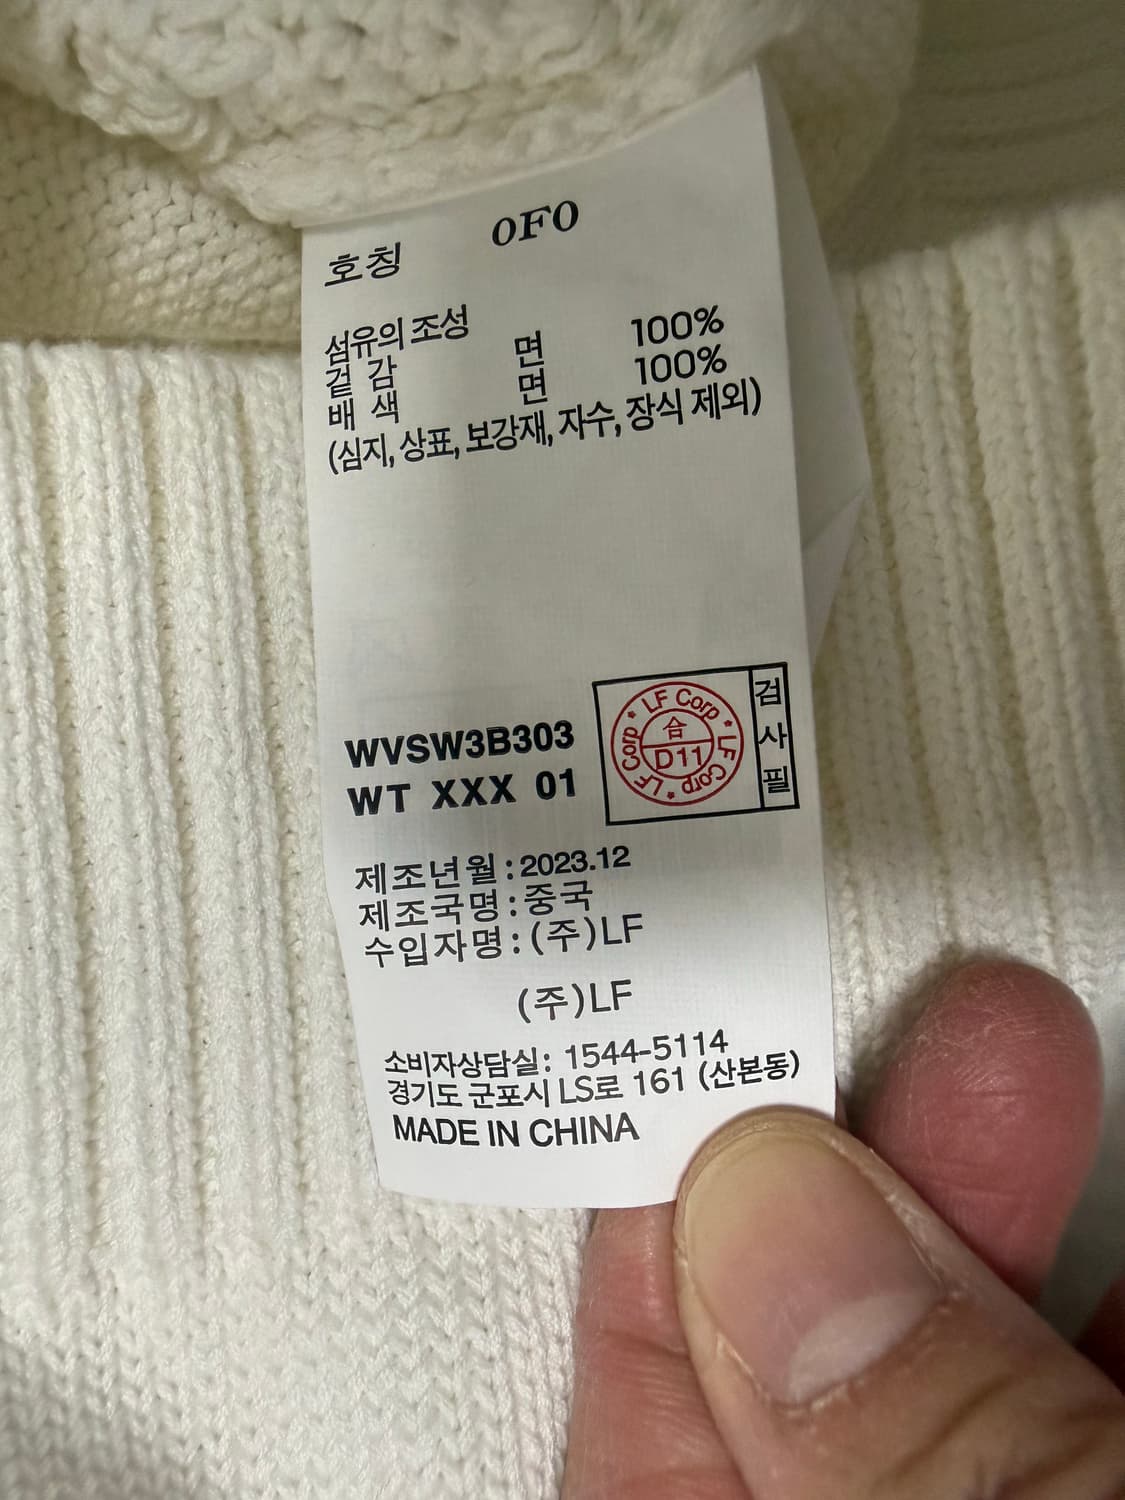 호칭 0F0
섬유의 조성
겉 감 면 100%
배 색 면 100%
(심지, 상표, 보강재, 자수, 장식 제외)
WVSW3B303
WT XXX 01
LF Corp * LF Corp * LF Corp *
合
D11
검사필
제조년월 : 2023.12
제조국명 : 중국
수입자명 : (주)LF
(주)LF
소비자상담실: 1544-5114
경기도 군포시 LS로 161 (산본동)
MADE IN CHINA